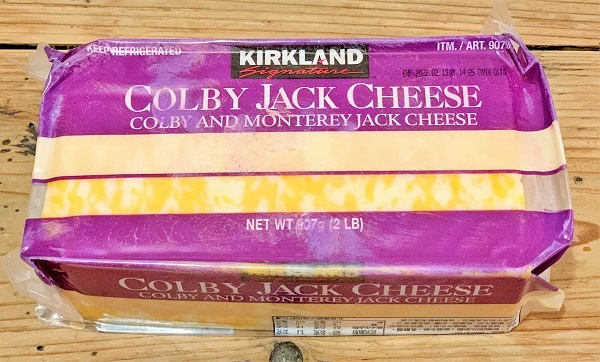 KEEP REFRIGERATED
KIRKLAND
Signature
ITM. / ART. 907
COLBY JACK CHEESE
COLBY AND MONTEREY JACK CHEESE
NET WT 907g (2 LB)
COLBY JACK CHEESE
COLBY AND MONTEREY JACK CHEESE